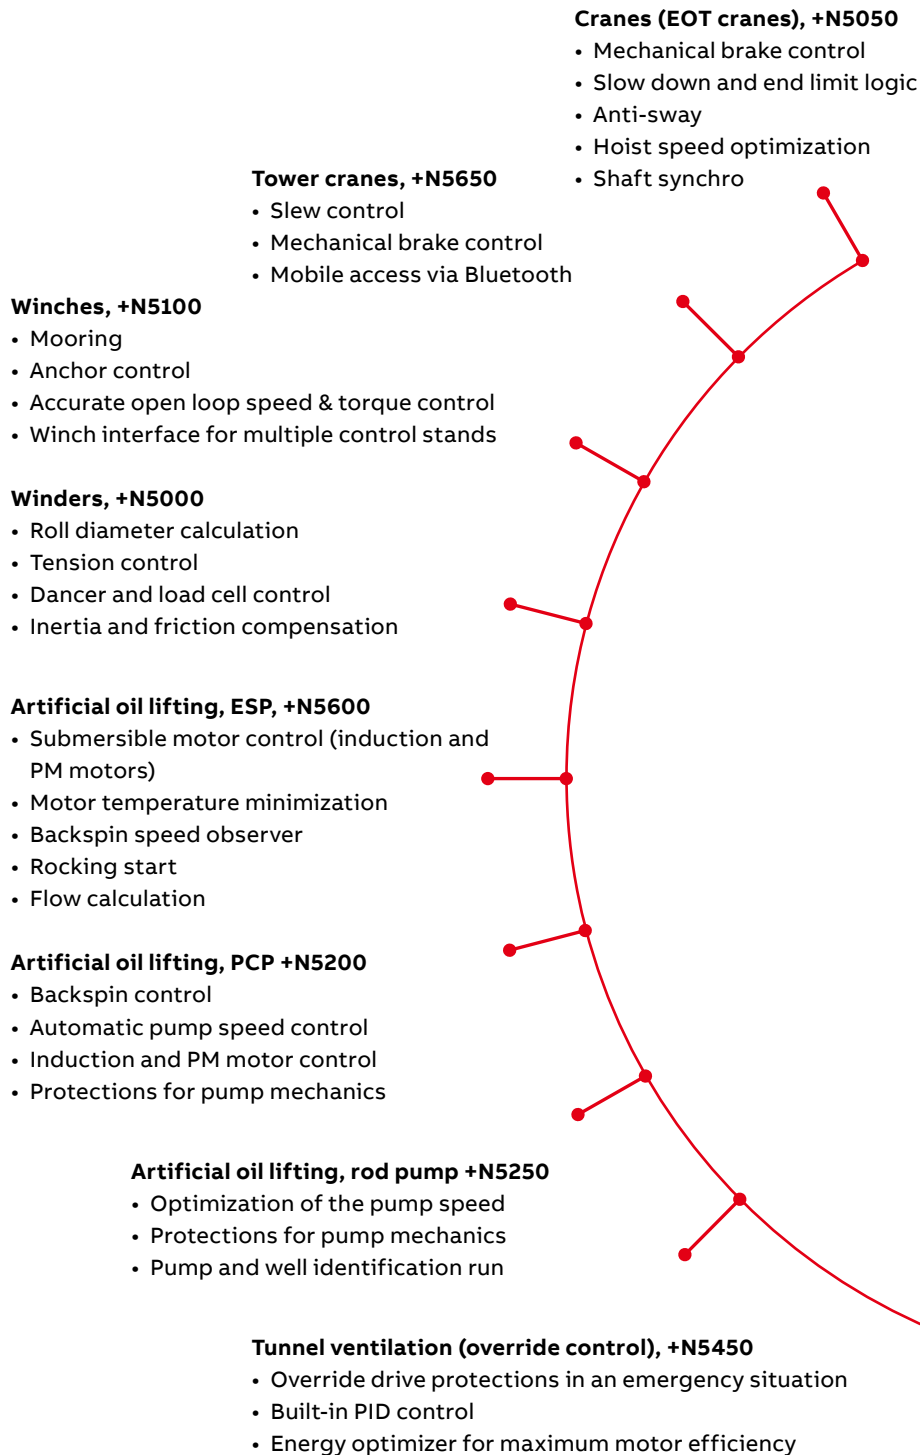 Cranes (EOT cranes), +N5050
• Mechanical brake control
• Slow down and end limit logic
• Anti-sway
• Hoist speed optimization
• Shaft synchro
Tower cranes, +N5650
• Slew control
• Mechanical brake control
• Mobile access via Bluetooth
Winches, +N5100
• Mooring
• Anchor control
• Accurate open loop speed & torque control
• Winch interface for multiple control stands
Winders, +N5000
• Roll diameter calculation
• Tension control
• Dancer and load cell control
• Inertia and friction compensation
Artificial oil lifting, ESP, +N5600
• Submersible motor control (induction and
PM motors)
• Motor temperature minimization
• Backspin speed observer
• Rocking start
• Flow calculation
Artificial oil lifting, PCP +N5200
• Backspin control
• Automatic pump speed control
• Induction and PM motor control
• Protections for pump mechanics
Artificial oil lifting, rod pump +N5250
• Optimization of the pump speed
• Protections for pump mechanics
• Pump and well identification run
Tunnel ventilation (override control), +N5450
• Override drive protections in an emergency situation
• Built-in PID control
• Energy optimizer for maximum motor efficiency